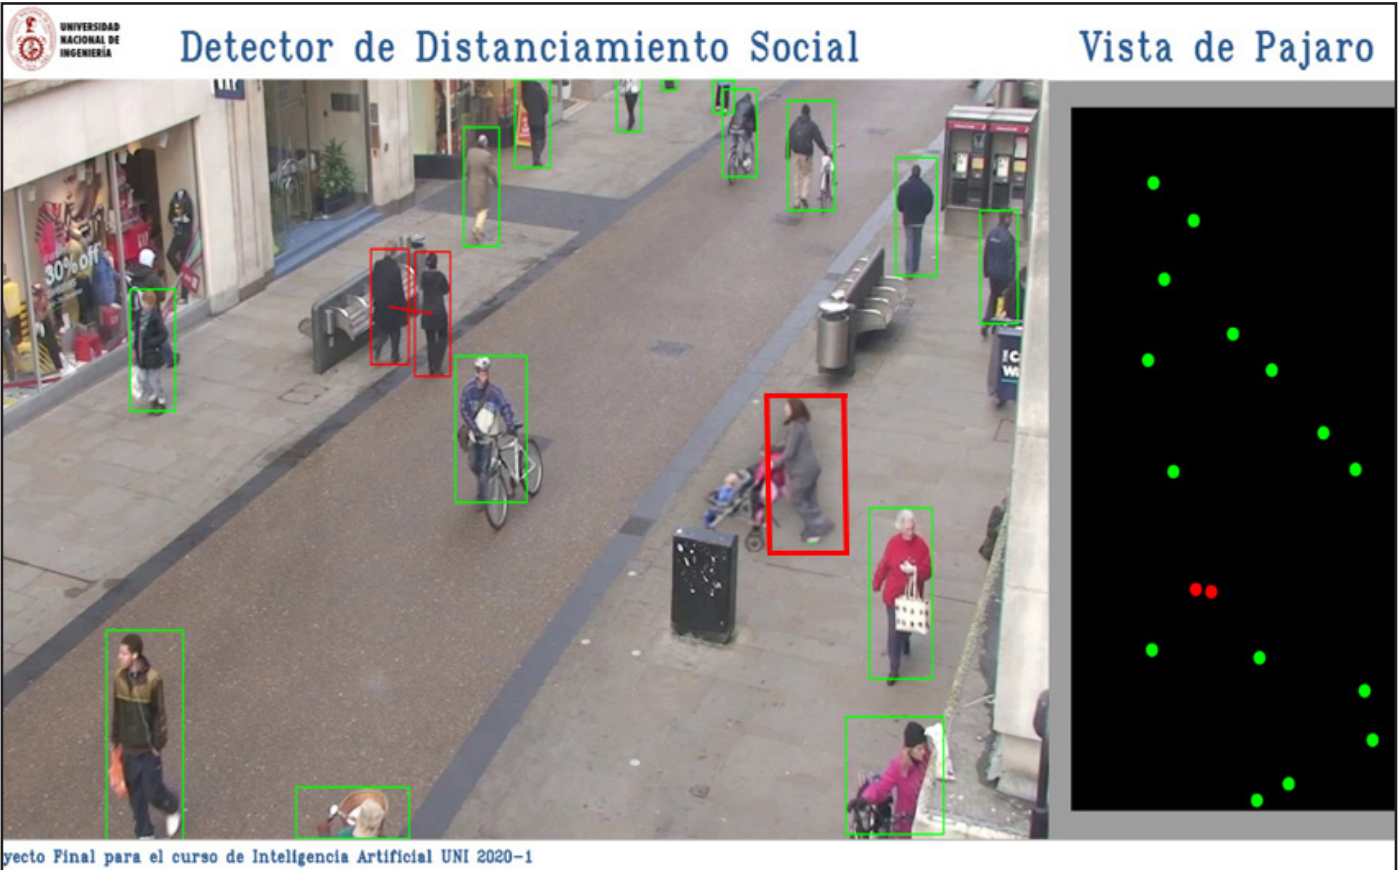 UNIVERSIDAD
NACIONAL DE
INGENIERÍA
Detector de Distanciamiento Social
Vista de Pajaro
30% off
yecto Final para el curso de Inteligencia Artificial UNI 2020-1